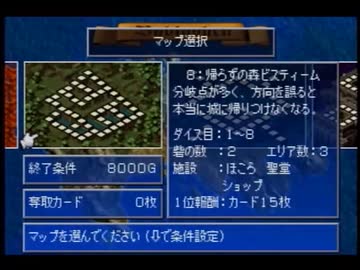 マップ選択
8：帰らずの森ビスティーム
分岐点が多く、方向を誤ると
本当に城に帰りつけなくなる。
ダイス目：1～8
砦の数 ：2 エリア数：3
施設 ：ほこら 聖堂
ショップ
1位報酬：カード15枚
終了条件 8000G
奪取カード 0枚
マップを選んでください（⇩で条件設定）